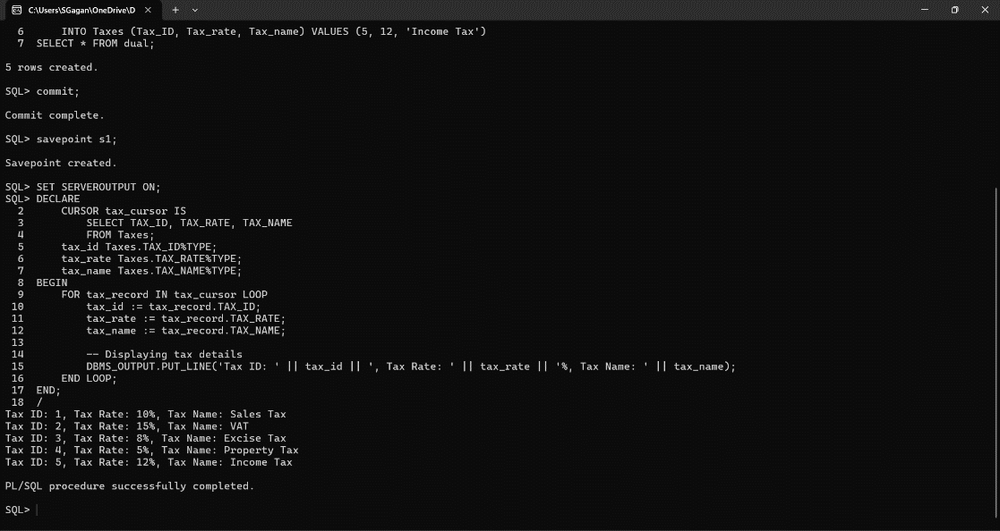 C:\Users\SGagan\OneDrive\D
  6      INTO Taxes (Tax_ID, Tax_rate, Tax_name) VALUES (5, 12, 'Income Tax')
  7  SELECT * FROM dual;
5 rows created.
SQL> commit;
Commit complete.
SQL> savepoint s1;
Savepoint created.
SQL> SET SERVEROUTPUT ON;
SQL> DECLARE
  2      CURSOR tax_cursor IS
  3          SELECT TAX_ID, TAX_RATE, TAX_NAME
  4          FROM Taxes;
  5      tax_id Taxes.TAX_ID%TYPE;
  6      tax_rate Taxes.TAX_RATE%TYPE;
  7      tax_name Taxes.TAX_NAME%TYPE;
  8  BEGIN
  9      FOR tax_record IN tax_cursor LOOP
 10          tax_id := tax_record.TAX_ID;
 11          tax_rate := tax_record.TAX_RATE;
 12          tax_name := tax_record.TAX_NAME;
 13
 14          -- Displaying tax details
 15          DBMS_OUTPUT.PUT_LINE('Tax ID: ' || tax_id || ', Tax Rate: ' || tax_rate || '%, Tax Name: ' || tax_name);
 16      END LOOP;
 17  END;
 18  /
Tax ID: 1, Tax Rate: 10%, Tax Name: Sales Tax
Tax ID: 2, Tax Rate: 15%, Tax Name: VAT
Tax ID: 3, Tax Rate: 8%, Tax Name: Excise Tax
Tax ID: 4, Tax Rate: 5%, Tax Name: Property Tax
Tax ID: 5, Tax Rate: 12%, Tax Name: Income Tax
PL/SQL procedure successfully completed.
SQL>